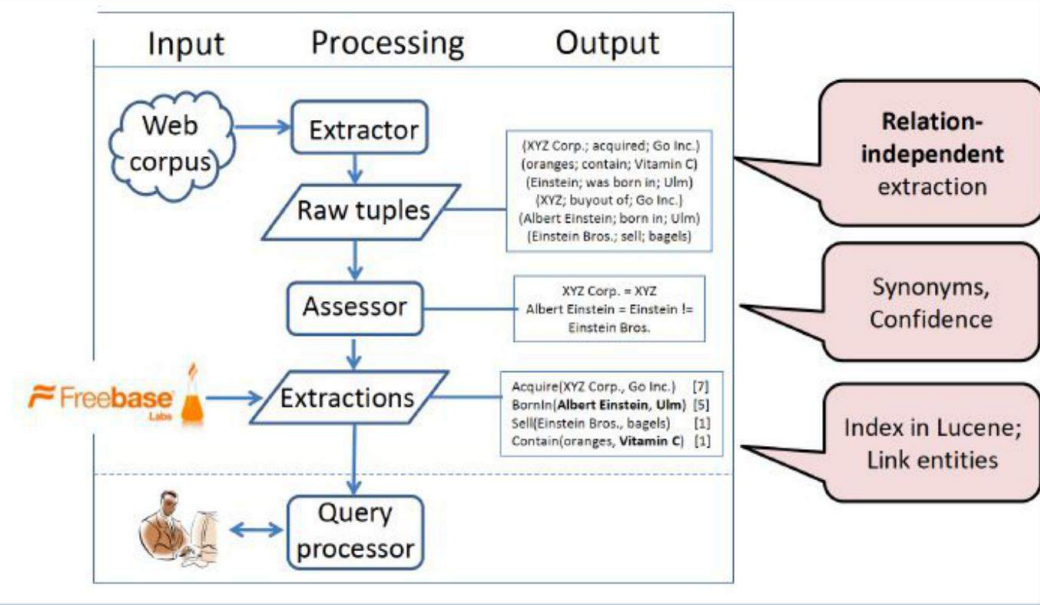 Input Processing Output
Web
corpus
Extractor
(XYZ Corp.; acquired; Go Inc.)
(oranges; contain; Vitamin C)
(Einstein; was born in; Ulm)
(XYZ; buyout of; Go Inc.)
(Albert Einstein; born in; Ulm)
(Einstein Bros.; sell; bagels)
Relation-
independent
extraction
Raw tuples
Assessor
XYZ Corp. = XYZ
Albert Einstein = Einstein !=
Einstein Bros.
Synonyms,
Confidence
Freebase
Labs
Extractions
Acquire(XYZ Corp., Go Inc.) [7]
BornIn(Albert Einstein, Ulm) [5]
Sell(Einstein Bros., bagels) [1]
Contain(oranges, Vitamin C) [1]
Index in Lucene;
Link entities
Query
processor